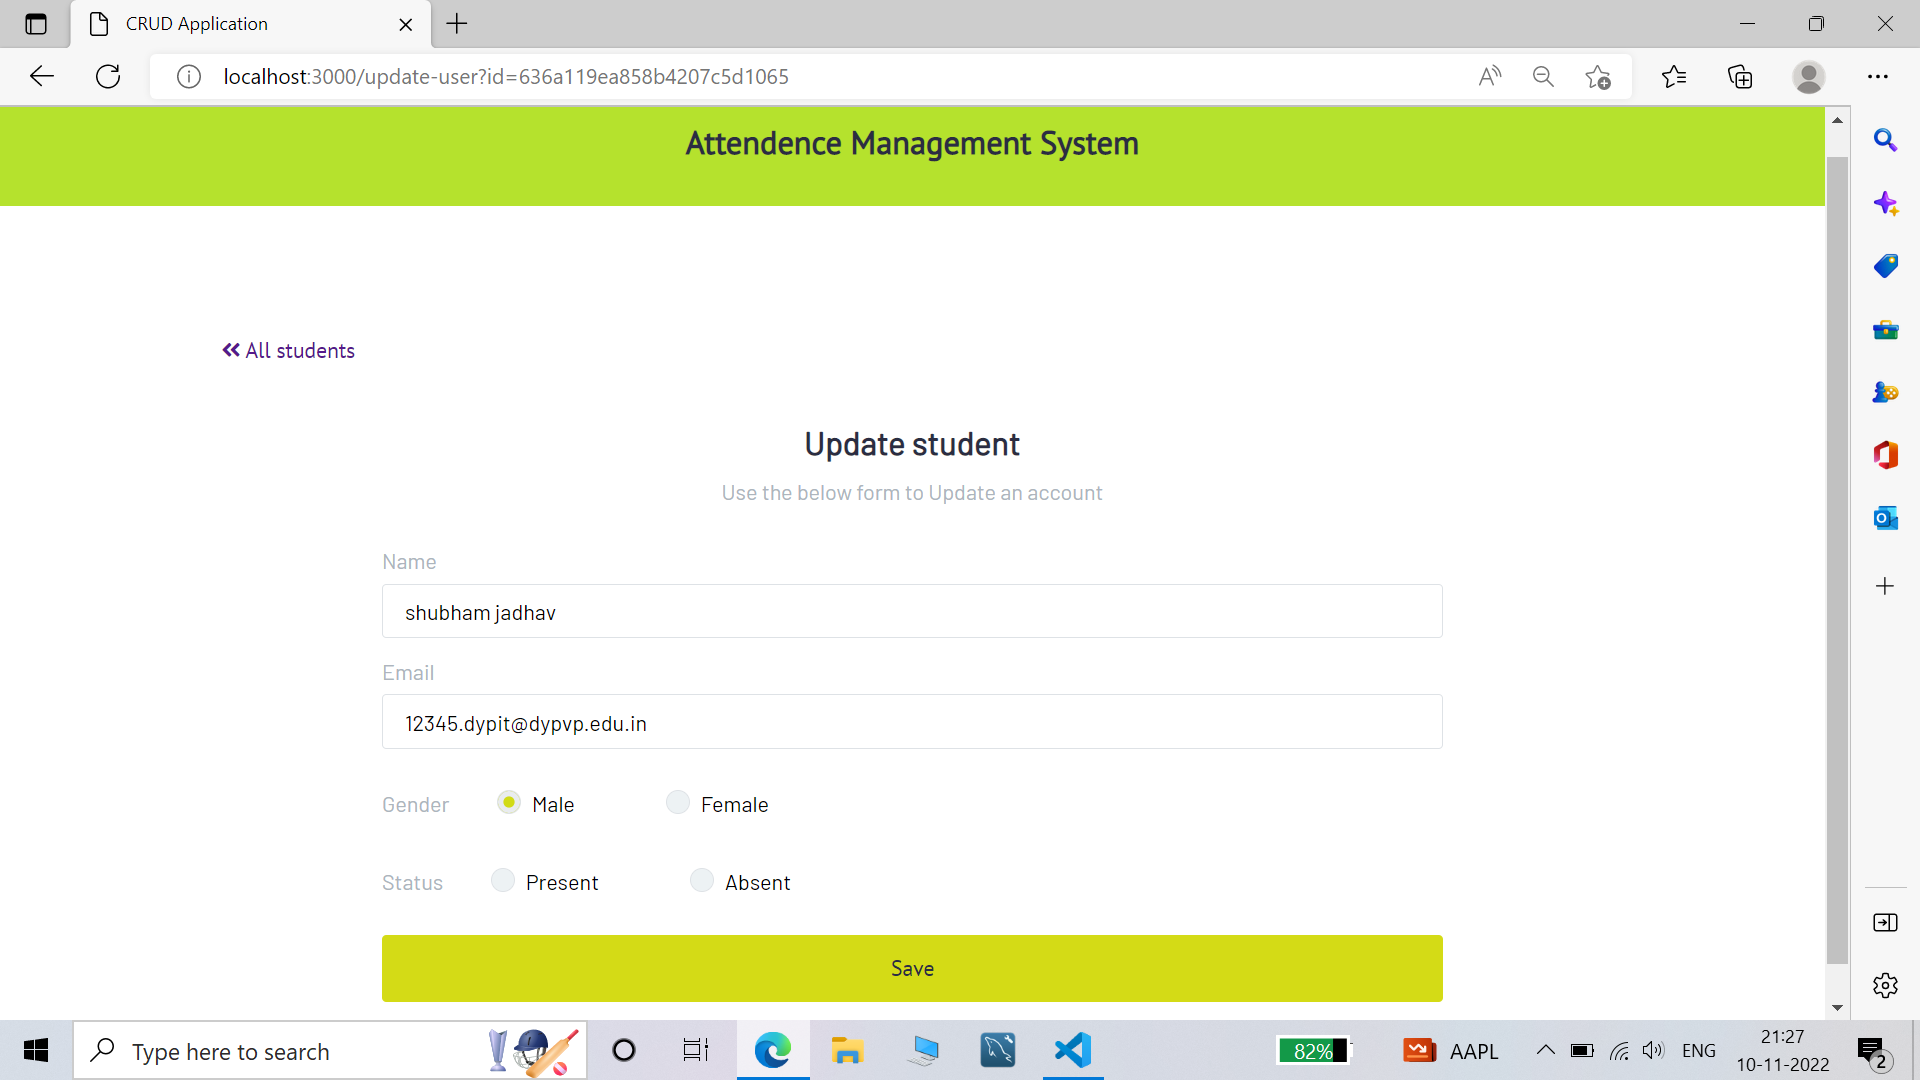 CRUD Application
localhost:3000/update-user?id=636a119ea858b4207c5d1065
Attendence Management System
All students
Update student
Use the below form to Update an account
Name
shubham jadhav
Email
12345.dypit@dypvp.edu.in
Gender Male Female
Status Present Absent
Save
Type here to search
82%
AAPL
ENG
21:27
10-11-2022
2